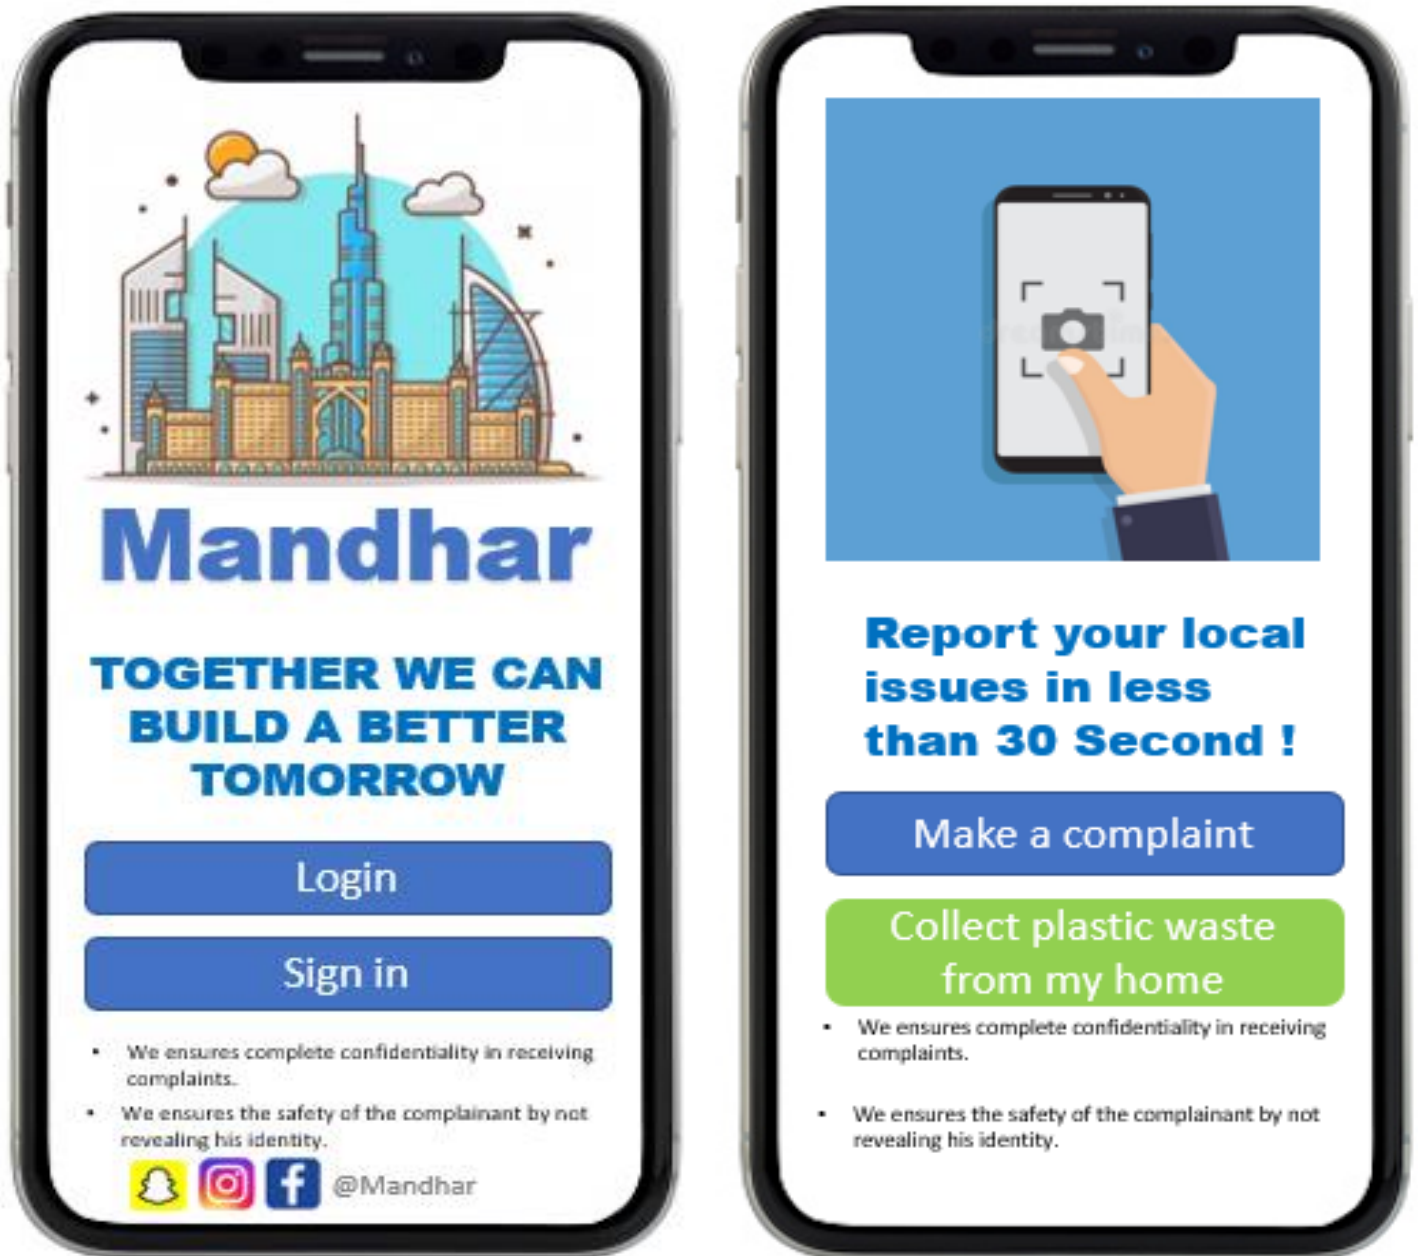 Mandhar
TOGETHER WE CAN
BUILD A BETTER
TOMORROW
Login
Sign in
▪ We ensures complete confidentiality in receiving
complaints.
▪ We ensures the safety of the complainant by not
revealing his identity.
@Mandhar
Report your local
issues in less
than 30 Second !
Make a complaint
Collect plastic waste
from my home
▪ We ensures complete confidentiality in receiving
complaints.
▪ We ensures the safety of the complainant by not
revealing his identity.